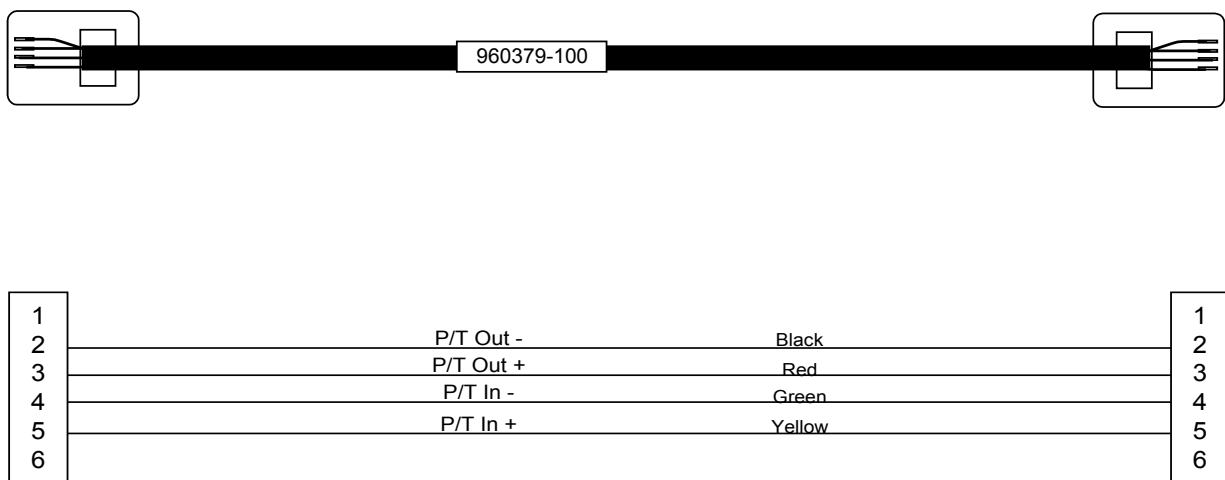 960379-100
1 1
2 P/T Out - Black 2
3 P/T Out + Red 3
4 P/T In - Green 4
5 P/T In + Yellow 5
6 6